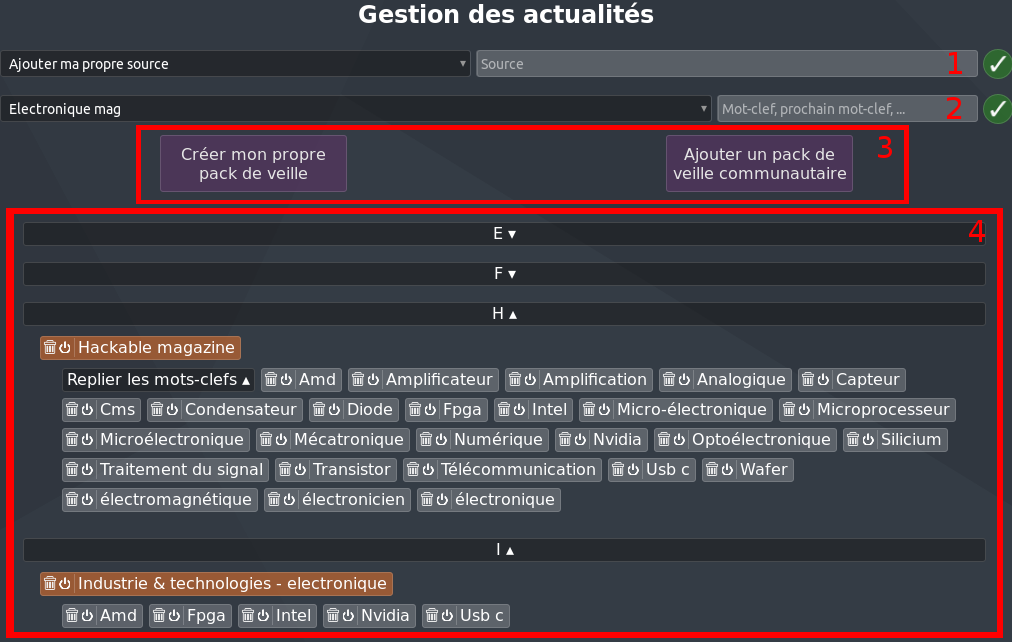 Gestion des actualités
Ajouter ma propre source ▾ Source 1 ✓
Electronique mag ▾ Mot-clef, prochain mot-clef, ... 2 ✓
Créer mon propre
pack de veille
Ajouter un pack de
veille communautaire
3
E ▾ 4
F ▾
H ▴
Hackable magazine
Replier les mots-clefs ▴ Amd Amplificateur Amplification Analogique Capteur
Cms Condensateur Diode Fpga Intel Micro-électronique Microprocesseur
Microélectronique Mécatronique Numérique Nvidia Optoélectronique Silicium
Traitement du signal Transistor Télécommunication Usb c Wafer
électromagnétique électronicien électronique
I ▴
Industrie & technologies - electronique
Amd Fpga Intel Nvidia Usb c